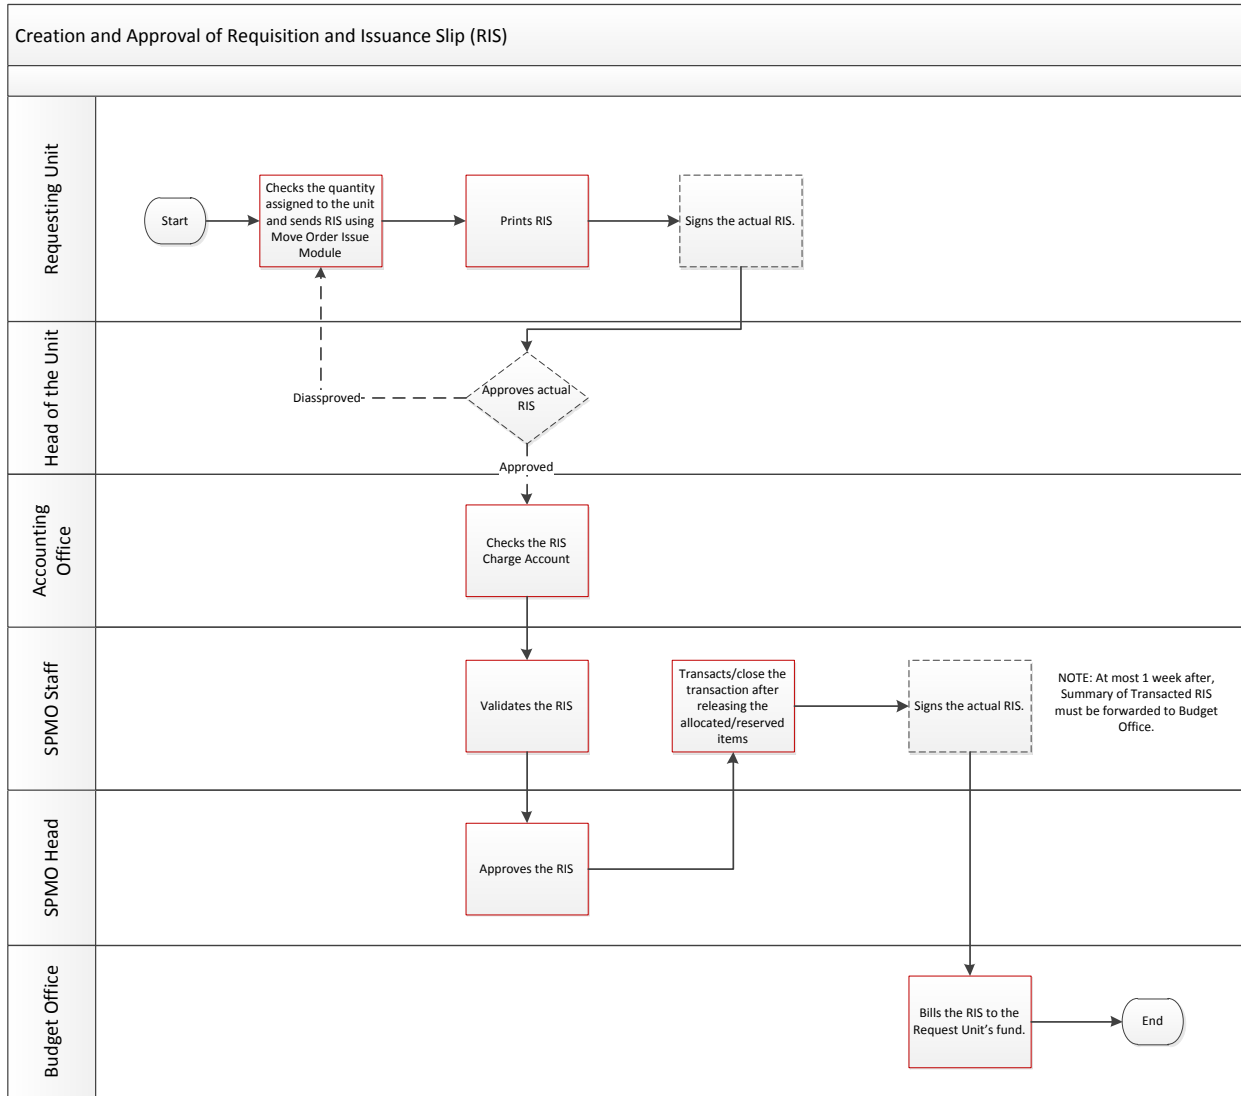 Creation and Approval of Requisition and Issuance Slip (RIS)
Requesting Unit
Start
Checks the quantity
assigned to the unit
and sends RIS using
Move Order Issue
Module
Prints RIS
Signs the actual RIS.
Head of the Unit
Diassproved
Approves actual
RIS
Approved
Accounting
Office
Checks the RIS
Charge Account
SPMO Staff
Validates the RIS
Transacts/close the
transaction after
releasing the
allocated/reserved
items
Signs the actual RIS.
NOTE: At most 1 week after,
Summary of Transacted RIS
must be forwarded to Budget
Office.
SPMO Head
Approves the RIS
Budget Office
Bills the RIS to the
Request Unit’s fund.
End